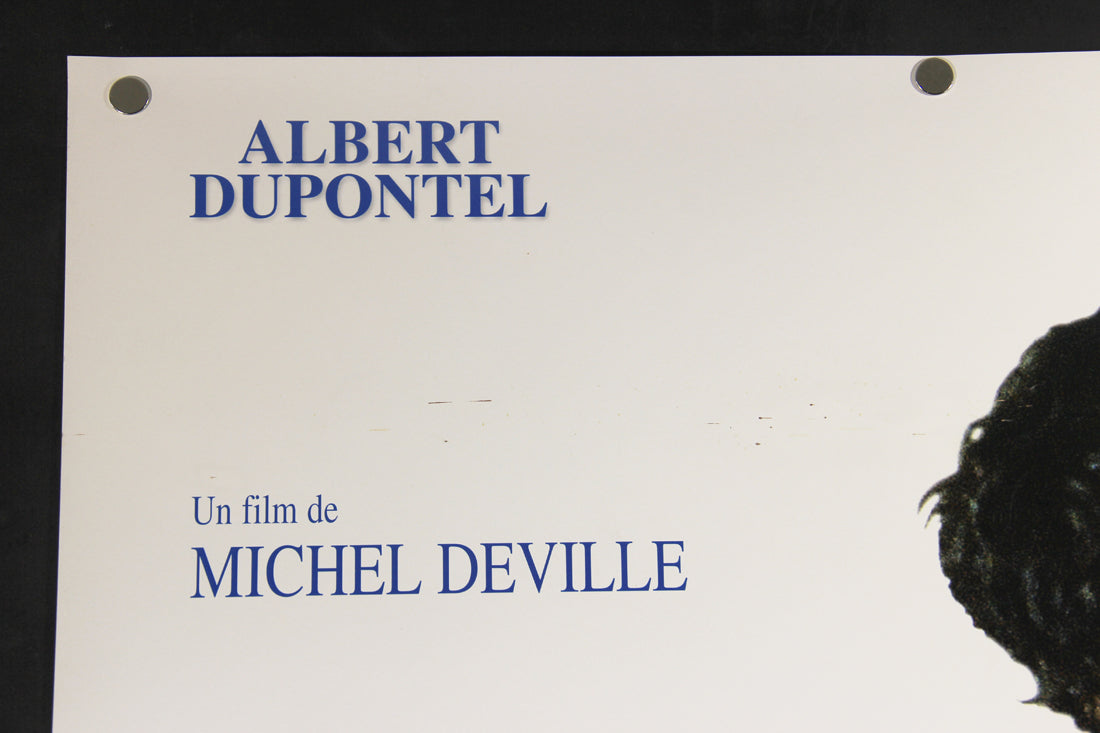 ALBERT
DUPONTEL
Un film de
MICHEL DEVILLE